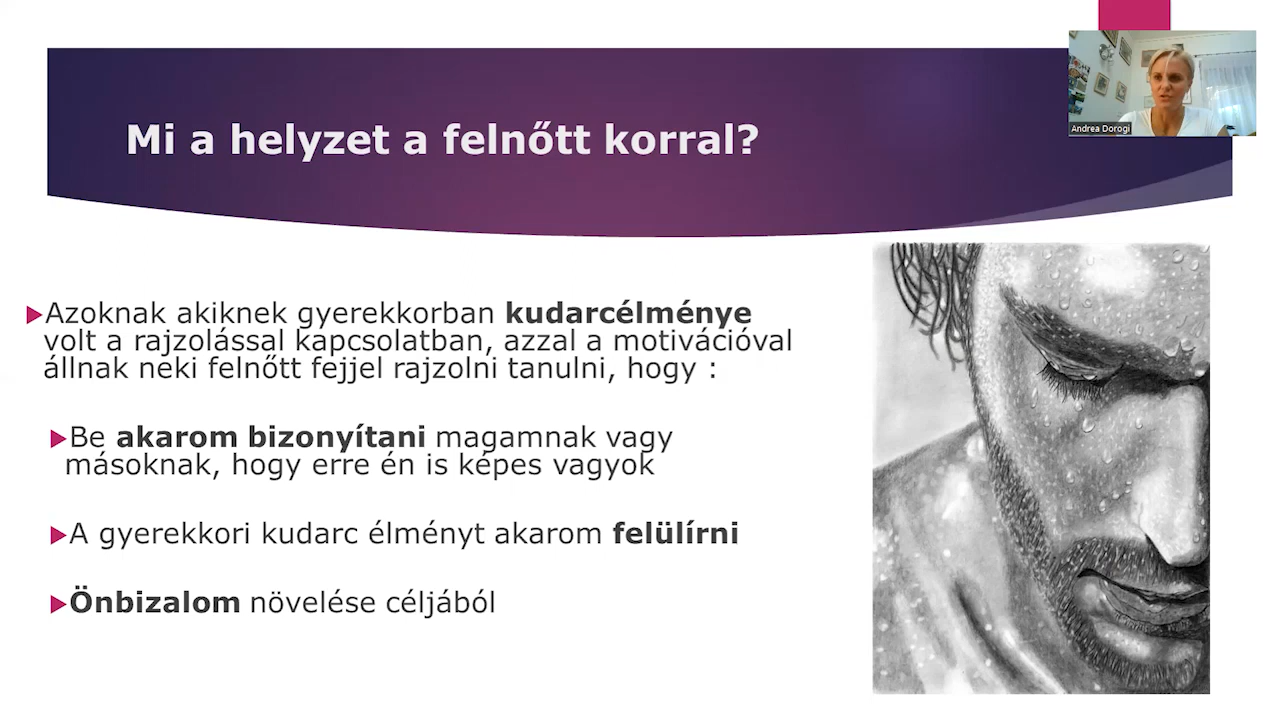 Mi a helyzet a felnőtt korral?
Andrea Dorogi
Azoknak akiknek gyerekkorban kudarcélménye
volt a rajzolással kapcsolatban, azzal a motivációval
állnak neki felnőtt fejjel rajzolni tanulni, hogy :
Be akarom bizonyítani magamnak vagy
másoknak, hogy erre én is képes vagyok
A gyerekkori kudarc élményt akarom felülírni
Önbizalom növelése céljából